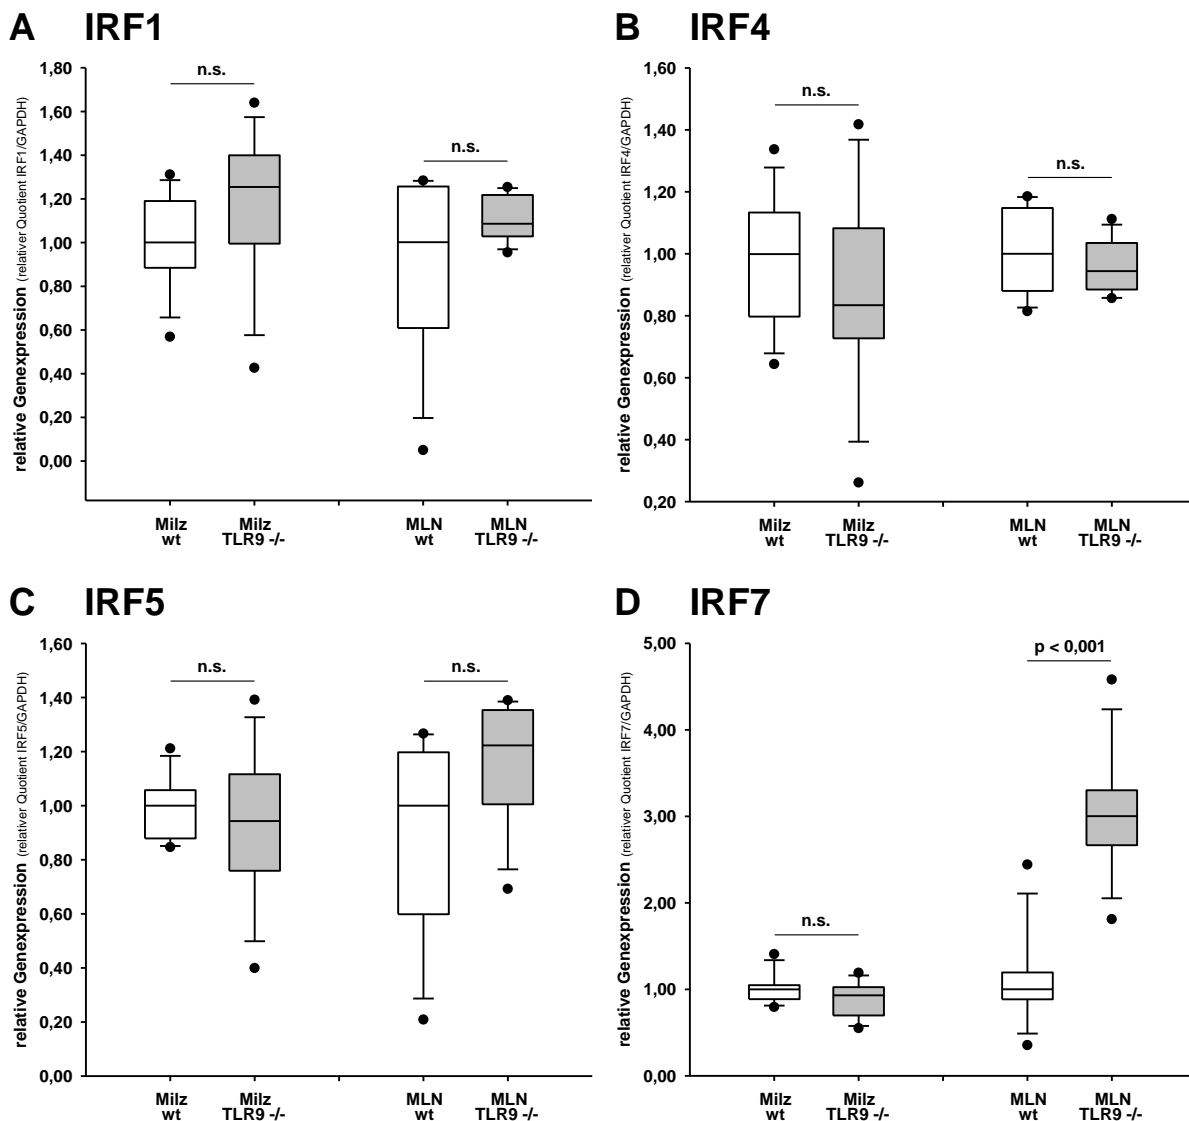 A IRF1
relative Genexpression (relativer Quotient IRF1/GAPDH)
1,80
1,60
1,40
1,20
1,00
0,80
0,60
0,40
0,20
0,00
n.s.
n.s.
Milz
wt
Milz
TLR9 -/-
MLN
wt
MLN
TLR9 -/-
B IRF4
relative Genexpression (relativer Quotient IRF4/GAPDH)
1,60
1,40
1,20
1,00
0,80
0,60
0,40
0,20
n.s.
n.s.
Milz
wt
Milz
TLR9 -/-
MLN
wt
MLN
TLR9 -/-
C IRF5
relative Genexpression (relativer Quotient IRF5/GAPDH)
1,60
1,40
1,20
1,00
0,80
0,60
0,40
0,20
0,00
n.s.
n.s.
Milz
wt
Milz
TLR9 -/-
MLN
wt
MLN
TLR9 -/-
D IRF7
relative Genexpression (relativer Quotient IRF7/GAPDH)
5,00
4,00
3,00
2,00
1,00
0,00
n.s.
p < 0,001
Milz
wt
Milz
TLR9 -/-
MLN
wt
MLN
TLR9 -/-